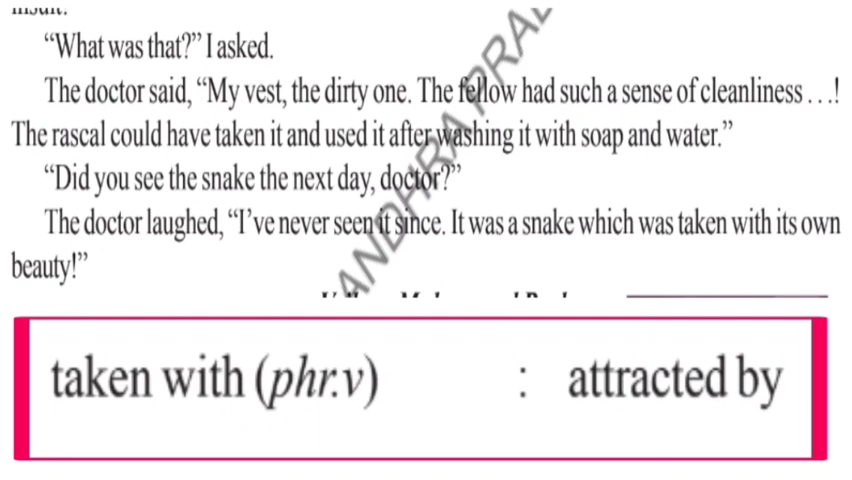 insult.
“What was that?” I asked.
The doctor said, “My vest, the dirty one. The fellow had such a sense of cleanliness . . .!
The rascal could have taken it and used it after washing it with soap and water.”
“Did you see the snake the next day, doctor?”
The doctor laughed, “I’ve never seen it since. It was a snake which was taken with its own
beauty!”
ANDHRA PRAD
taken with (phr.v) : attracted by